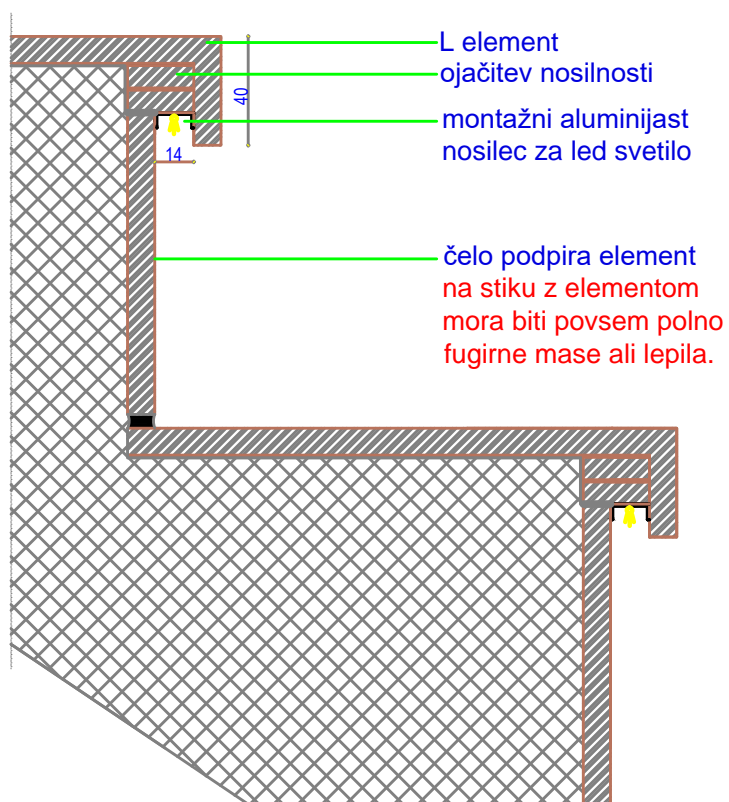 L element
ojačitev nosilnosti
40
montažni aluminijast
nosilec za led svetilo
14
čelo podpira element
na stiku z elementom
mora biti povsem polno
fugirne mase ali lepila.